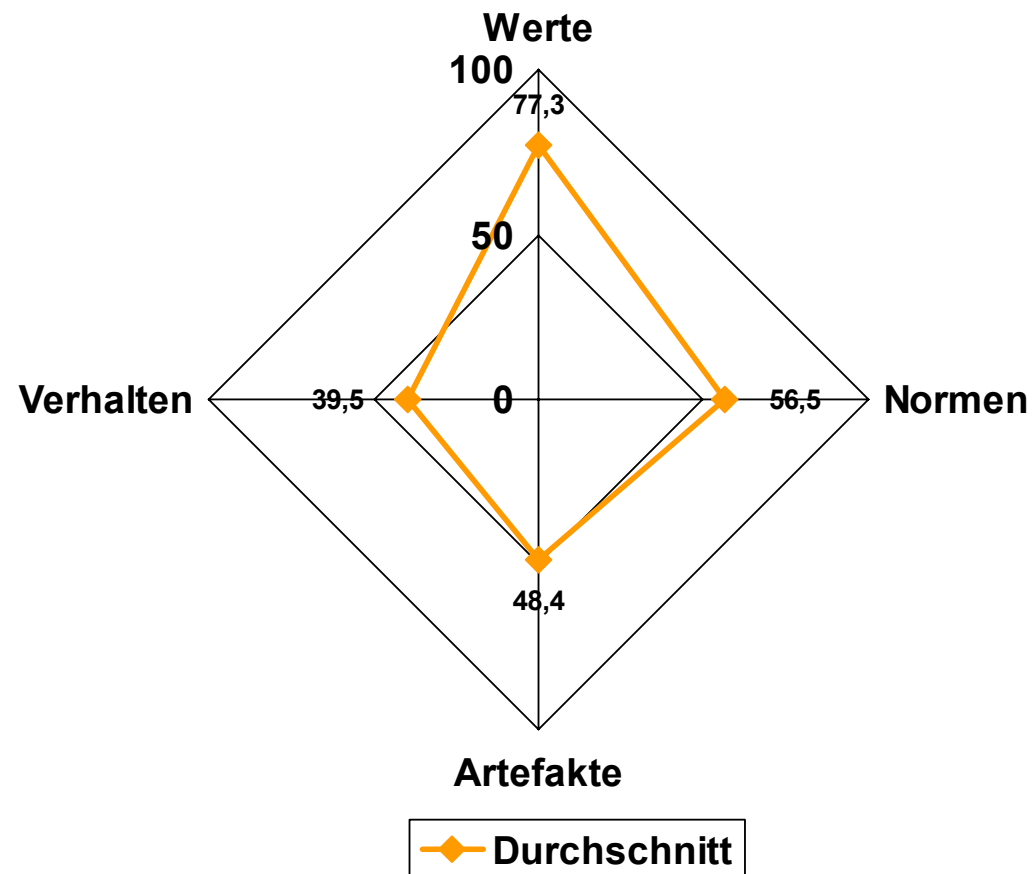 Werte
100
77,3
50
Verhalten 39,5 0 56,5 Normen
48,4
Artefakte
Durchschnitt